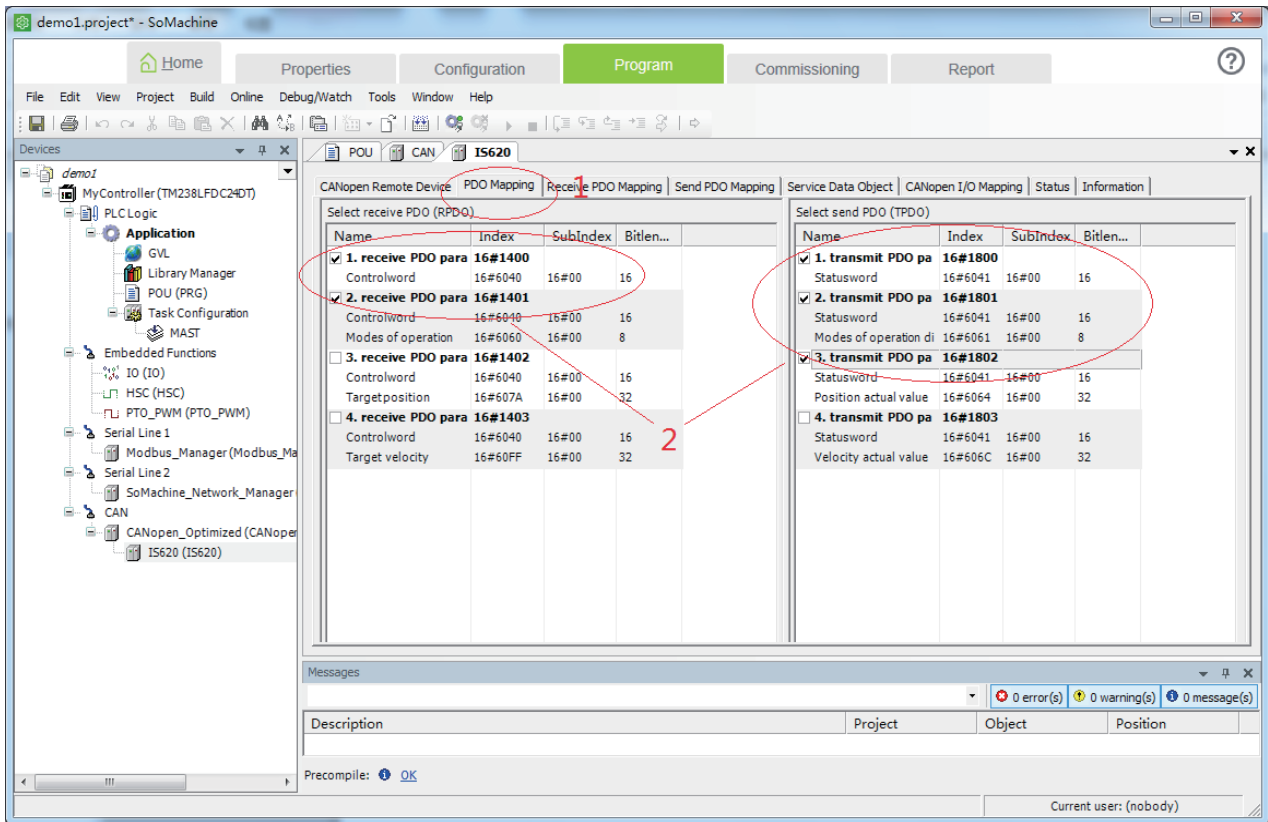 demo1.project* - SoMachine
Home Properties Configuration Program Commissioning Report
File Edit View Project Build Online Debug/Watch Tools Window Help
Devices
demo1
MyController (TM238LFDC24DT)
PLC Logic
Application
GVL
Library Manager
POU (PRG)
Task Configuration
MAST
Embedded Functions
IO (IO)
HSC (HSC)
PTO_PWM (PTO_PWM)
Serial Line 1
Modbus_Manager (Modbus_Ma
Serial Line 2
SoMachine_Network_Manager
CAN
CANopen_Optimized (CANoper
IS620 (IS620)
POU CAN IS620
CANopen Remote Device PDO Mapping Receive PDO Mapping Send PDO Mapping Service Data Object CANopen I/O Mapping Status Information
1
Select receive PDO (RPDO)
Name Index SubIndex Bitlen...
1. receive PDO para 16#1400
Controlword 16#6040 16#00 16
2. receive PDO para 16#1401
Controlword 16#6040 16#00 16
Modes of operation 16#6060 16#00 8
3. receive PDO para 16#1402
Controlword 16#6040 16#00 16
Target position 16#607A 16#00 32
4. receive PDO para 16#1403
Controlword 16#6040 16#00 16
Target velocity 16#60FF 16#00 32
2
Select send PDO (TPDO)
Name Index SubIndex Bitlen...
1. transmit PDO pa 16#1800
Statusword 16#6041 16#00 16
2. transmit PDO pa 16#1801
Statusword 16#6041 16#00 16
Modes of operation di 16#6061 16#00 8
3. transmit PDO pa 16#1802
Statusword 16#6041 16#00 16
Position actual value 16#6064 16#00 32
4. transmit PDO pa 16#1803
Statusword 16#6041 16#00 16
Velocity actual value 16#606C 16#00 32
Messages
0 error(s) 0 warning(s) 0 message(s)
Description Project Object Position
Precompile: OK
Current user: (nobody)